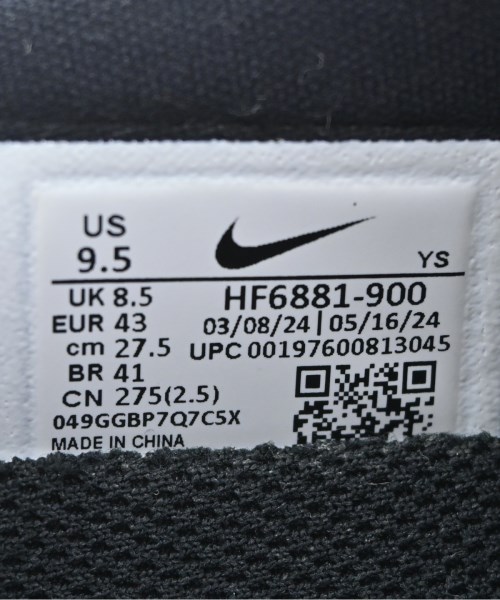 US
9.5
YS
UK 8.5
EUR 43
cm 27.5
BR 41
CN 275(2.5)
049GGBP7Q7C5X
MADE IN CHINA
HF6881-900
03/08/24 | 05/16/24
UPC 00197600813045